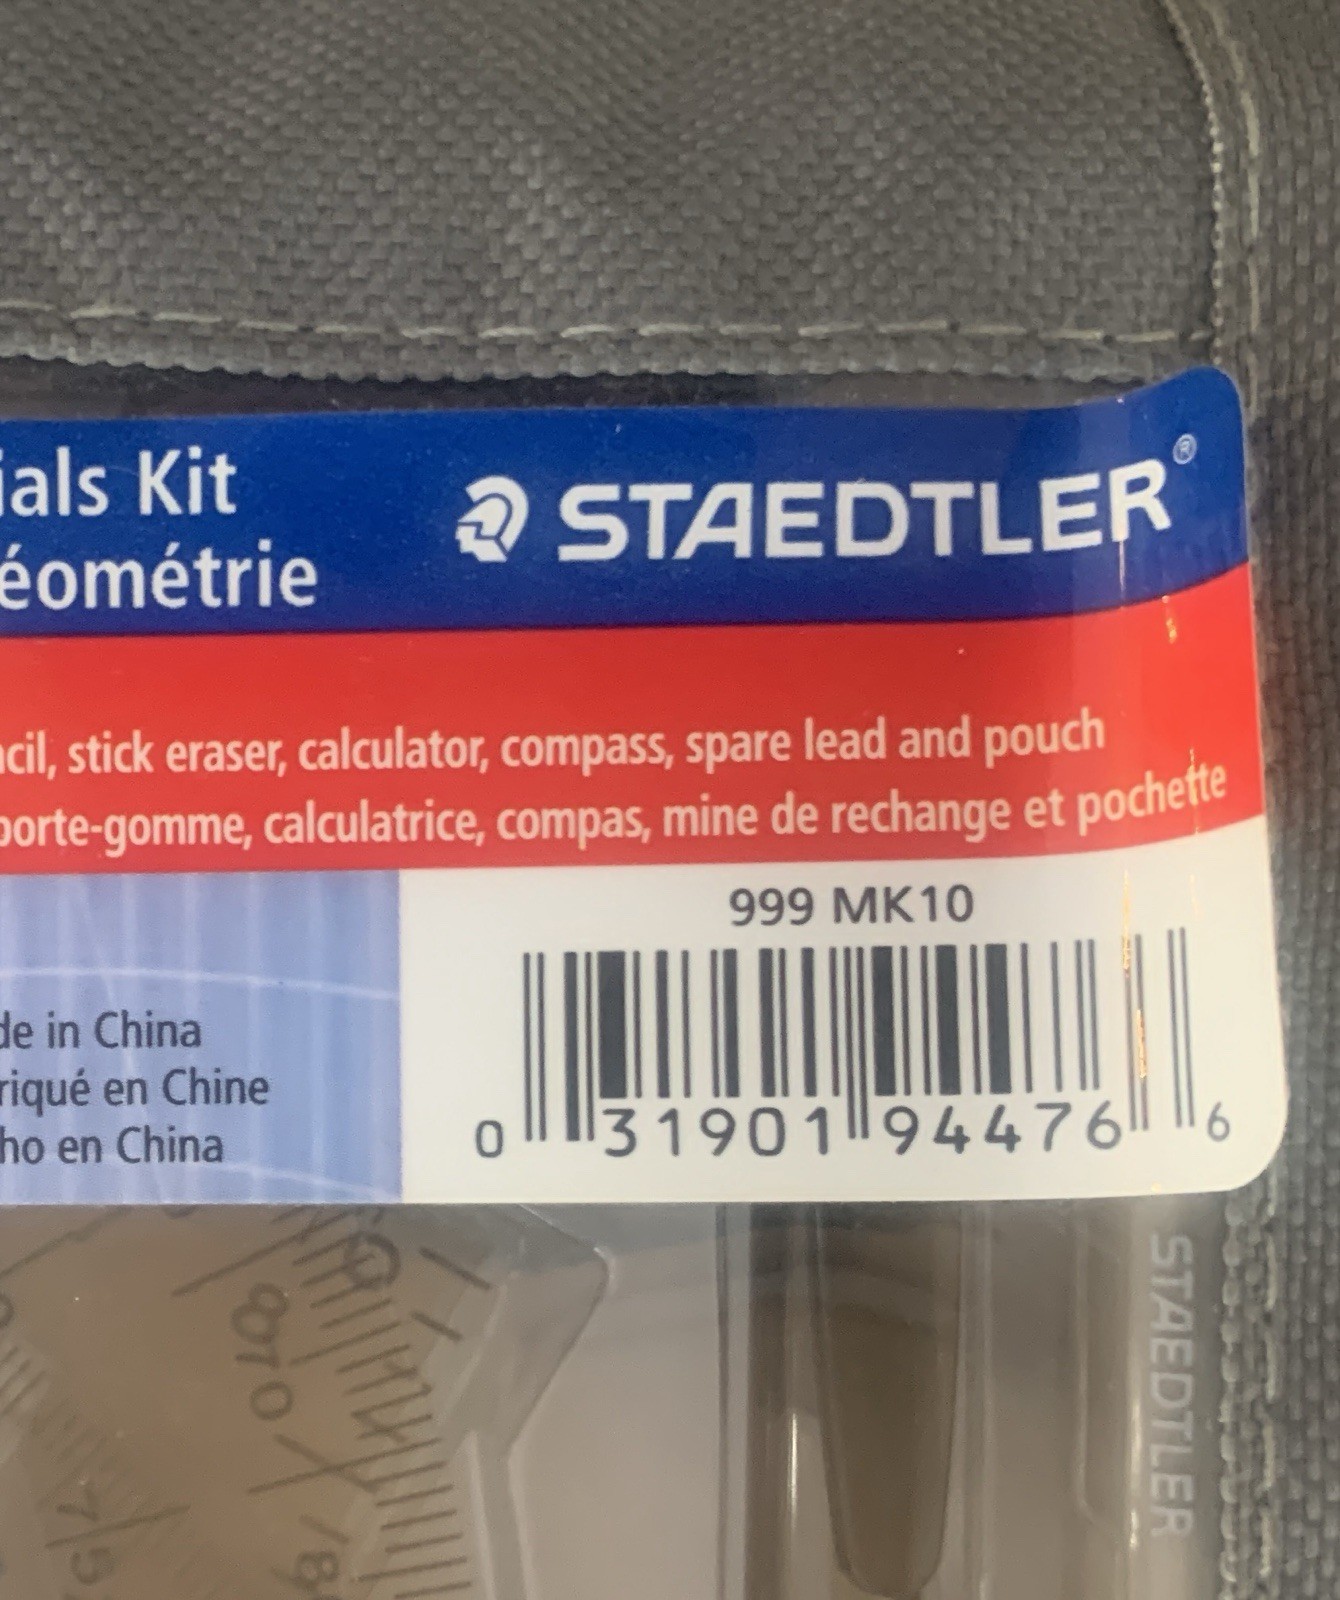 ials Kit
éométrie
STAEDTLER®
cil, stick eraser, calculator, compass, spare lead and pouch
porte-gomme, calculatrice, compas, mine de rechange et pochette
999 MK10
de in China
riqué en Chine
ho en China
0 31901 94476 6
STAEDTLER